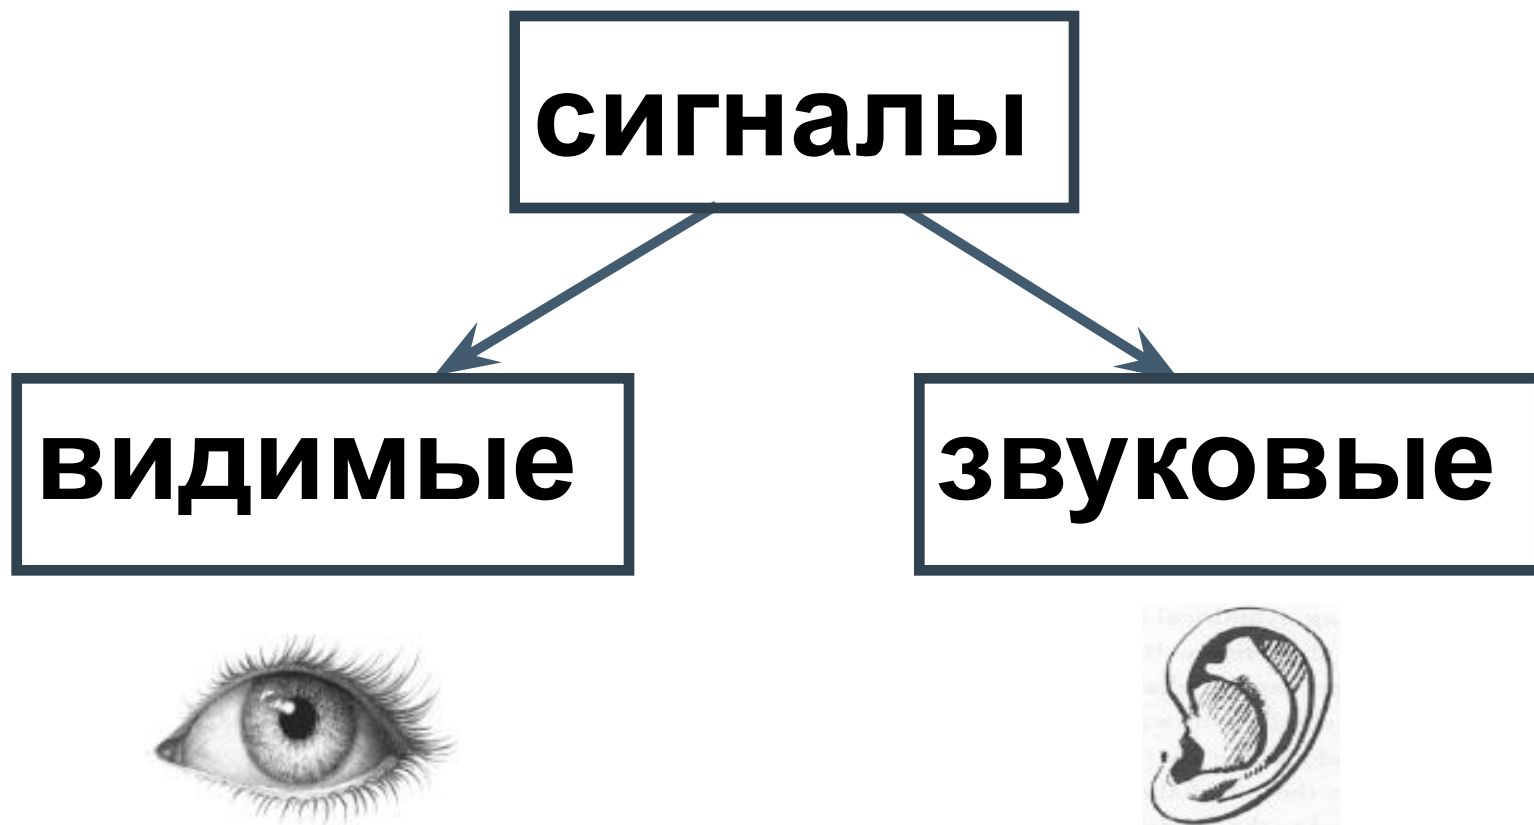 сигналы
видимые
звуковые